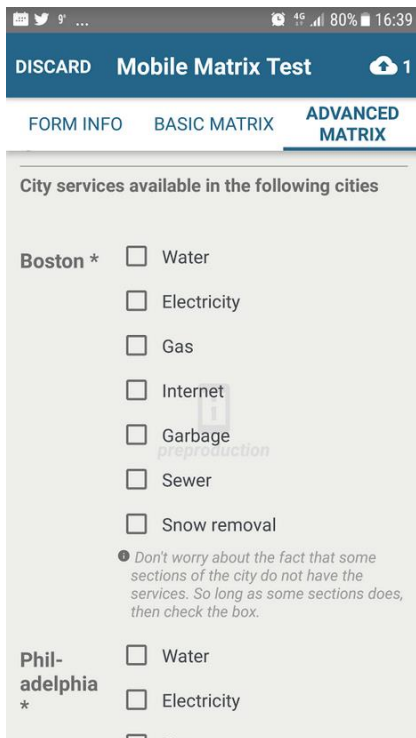 9° ... 4G 80% 16:39
DISCARD Mobile Matrix Test 1
FORM INFO BASIC MATRIX ADVANCED MATRIX
City services available in the following cities
Boston * Water
Electricity
Gas
Internet
Garbage
preproduction
Sewer
Snow removal
Don't worry about the fact that some
sections of the city do not have the
services. So long as some sections does,
then check the box.
Phil-
adelphia
*
Water
Electricity